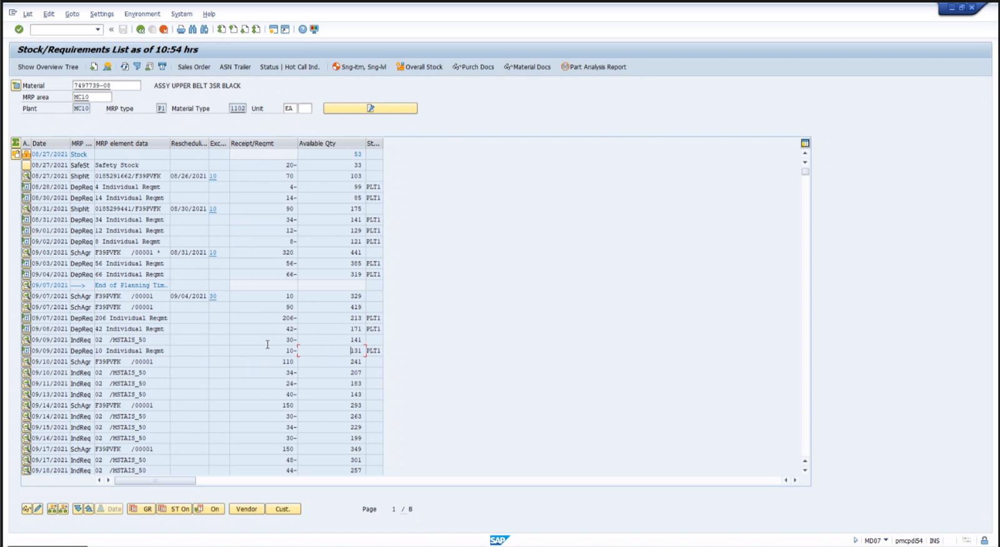 List Edit Goto Settings Environment System Help
Stock/Requirements List as of 10:54 hrs
Show Overview Tree Sales Order ASN Trailer Status | Hot Call Ind. Sng-itm, Sng-lvl Overall Stock Purch Docs Material Docs Part Analysis Report
Material 7497739-08 ASSY UPPER BELT 3SR BLACK
MRP area MC10
Plant MC10 MRP type P1 Material Type 1102 Unit EA
A.. Date MRP ... MRP element data Rescheduli... Exc... Receipt/Reqmt Available Qty St...
08/27/2021 Stock 53
08/27/2021 SafeSt Safety Stock 20- 33
08/27/2021 ShipNt 0185291662/F39PVFK 08/26/2021 10 70 103
08/28/2021 DepReq 4 Individual Reqmt 4- 99 PLT1
08/30/2021 DepReq 14 Individual Reqmt 14- 85 PLT1
08/31/2021 ShipNt 0185299441/F39PVFK 08/30/2021 10 90 175
08/31/2021 DepReq 34 Individual Reqmt 34- 141 PLT1
09/01/2021 DepReq 12 Individual Reqmt 12- 129 PLT1
09/02/2021 DepReq 8 Individual Reqmt 8- 121 PLT1
09/03/2021 SchAgr F39PVFK /00001 * 08/31/2021 10 320 441
09/03/2021 DepReq 56 Individual Reqmt 56- 385 PLT1
09/04/2021 DepReq 66 Individual Reqmt 66- 319 PLT1
09/07/2021 ----> End of Planning Tim..
09/07/2021 SchAgr F39PVFK /00001 09/04/2021 30 10 329
09/07/2021 SchAgr F39PVFK /00001 90 419
09/07/2021 DepReq 206 Individual Reqmt 206- 213 PLT1
09/08/2021 DepReq 42 Individual Reqmt 42- 171 PLT1
09/09/2021 IndReq 02 /MSTAIS_50 30- 141
09/09/2021 DepReq 10 Individual Reqmt 10- 131 PLT1
09/10/2021 SchAgr F39PVFK /00001 110 241
09/10/2021 IndReq 02 /MSTAIS_50 34- 207
09/11/2021 IndReq 02 /MSTAIS_50 24- 183
09/13/2021 IndReq 02 /MSTAIS_50 40- 143
09/14/2021 SchAgr F39PVFK /00001 150 293
09/14/2021 IndReq 02 /MSTAIS_50 30- 263
09/15/2021 IndReq 02 /MSTAIS_50 34- 229
09/16/2021 IndReq 02 /MSTAIS_50 30- 199
09/17/2021 SchAgr F39PVFK /00001 150 349
09/17/2021 IndReq 02 /MSTAIS_50 48- 301
09/18/2021 IndReq 02 /MSTAIS_50 44- 257
Date GR ST On On Vendor Cust. Page 1 / 8
SAP MD07 pmcpdi54 INS